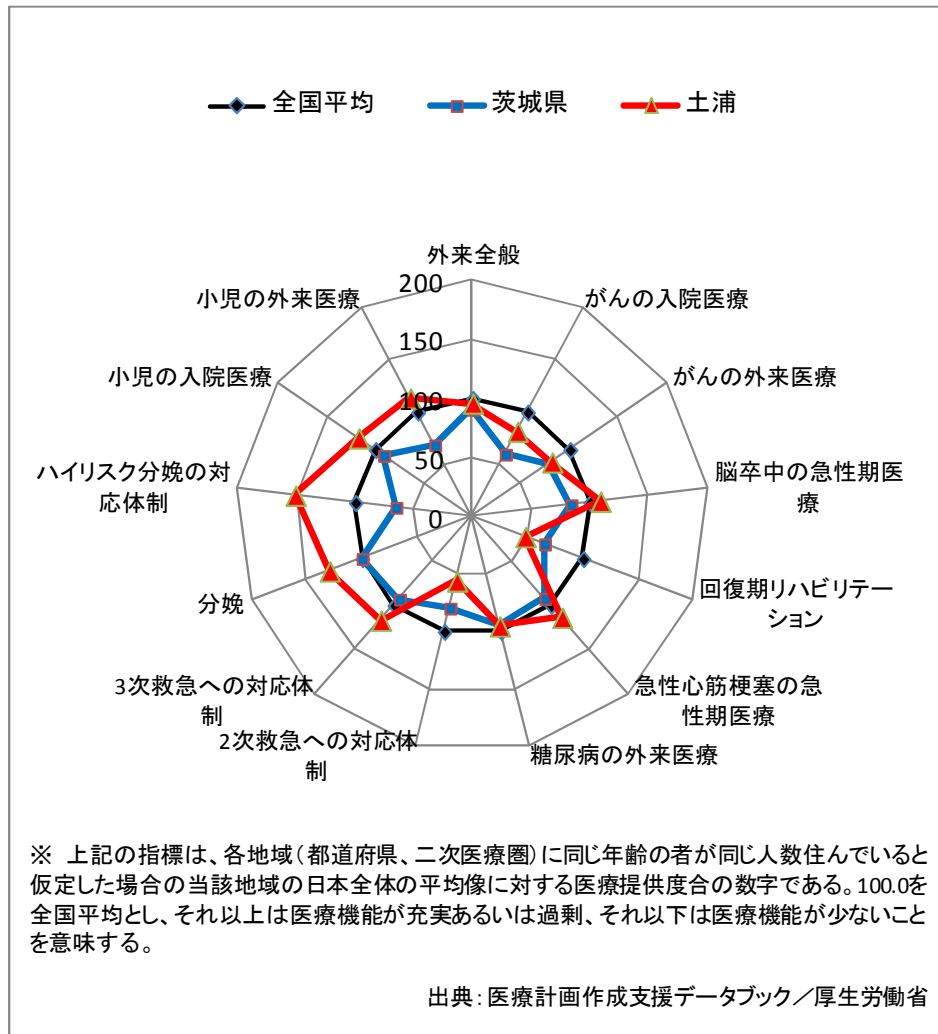 全国平均
茨城県
土浦
外来全般
がんの入院医療
がんの外来医療
脳卒中の急性期医
療
回復期リハビリテー
ション
急性心筋梗塞の急
性期医療
糖尿病の外来医療
2次救急への対応体
制
3次救急への対応体
制
分娩
ハイリスク分娩の対
応体制
小児の入院医療
小児の外来医療
200
150
100
50
0
※ 上記の指標は、各地域(都道府県、二次医療圏)に同じ年齢の者が同じ人数住んでいると
仮定した場合の当該地域の日本全体の平均像に対する医療提供度合の数字である。100.0を
全国平均とし、それ以上は医療機能が充実あるいは過剰、それ以下は医療機能が少ないこと
を意味する。
出典:医療計画作成支援データブック/厚生労働省